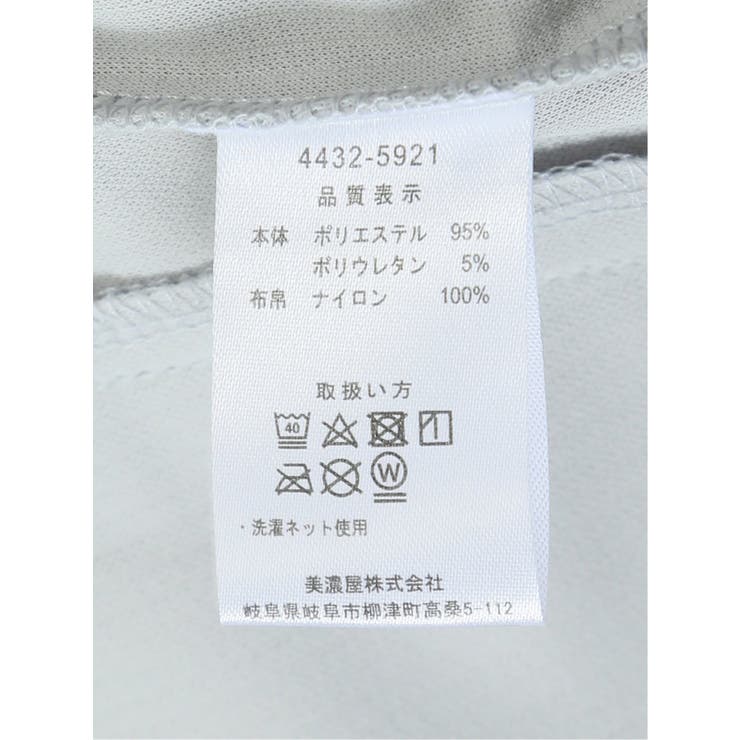 4432-5921
品質表示
本体 ポリエステル 95%
ポリウレタン 5%
布帛 ナイロン 100%
取扱い方
40
W
・洗濯ネット使用
美濃屋株式会社
岐阜県岐阜市柳津町高桑5-112